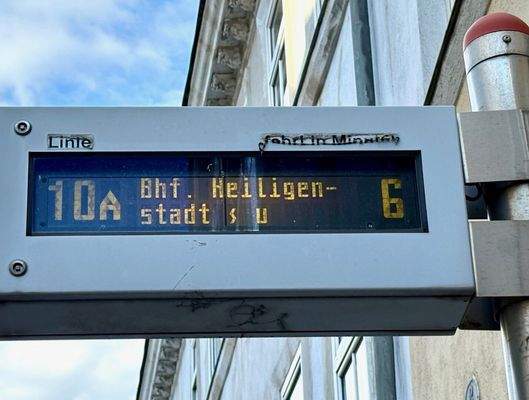 Linie fährt in Minuten
10A Bhf. Heiligen- 6
stadt S U